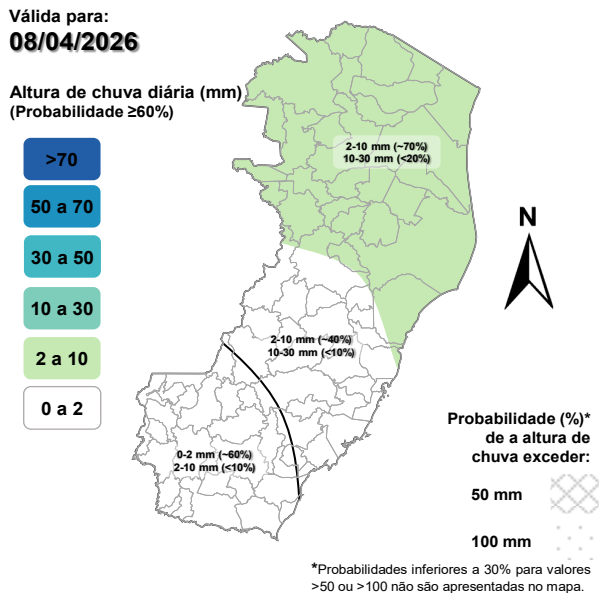 Válida para:
08/04/2026
Altura de chuva diária (mm)
(Probabilidade ≥60%)
>70
50 a 70
30 a 50
10 a 30
2 a 10
0 a 2
2-10 mm (~70%)
10-30 mm (<20%)
N
2-10 mm (~40%)
10-30 mm (<10%)
0-2 mm (~60%)
2-10 mm (<10%)
Probabilidade (%)*
de a altura de
chuva exceder:
50 mm
100 mm
*Probabilidades inferiores a 30% para valores
>50 ou >100 não são apresentadas no mapa.